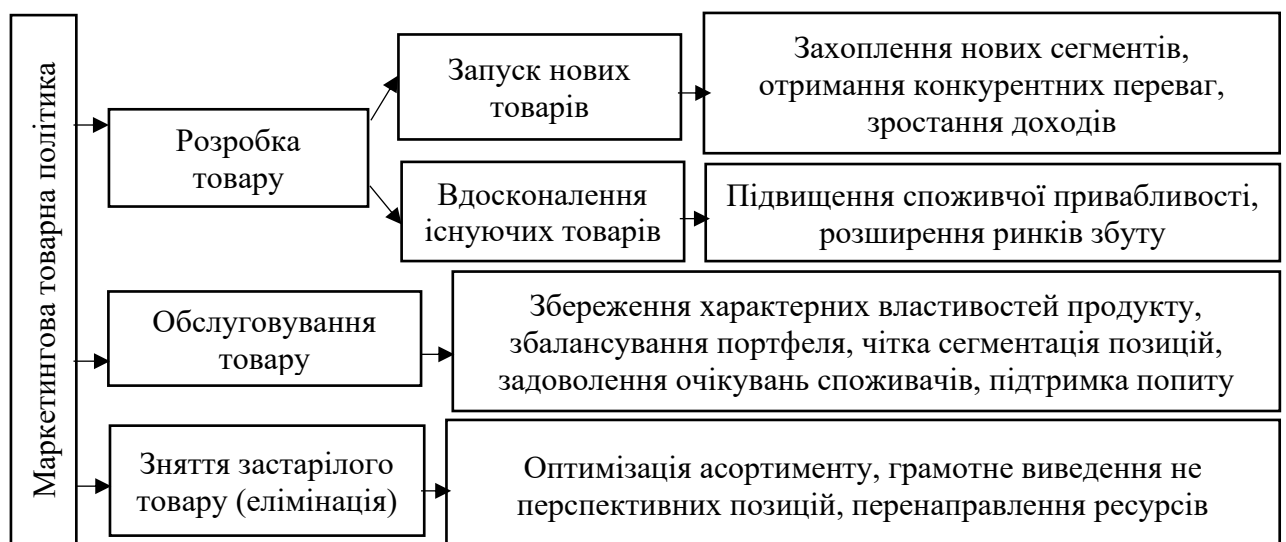 Маркетингова товарна політика
Розробка
товару
Запуск нових
товарів
Захоплення нових сегментів,
отримання конкурентних переваг,
зростання доходів
Вдосконалення
існуючих товарів
Підвищення споживчої привабливості,
розширення ринків збуту
Обслуговування
товару
Збереження характерних властивостей продукту,
збалансування портфеля, чітка сегментація позицій,
задоволення очікувань споживачів, підтримка попиту
Зняття застарілого
товару (елімінація)
Оптимізація асортименту, грамотне виведення не
перспективних позицій, перенаправлення ресурсів